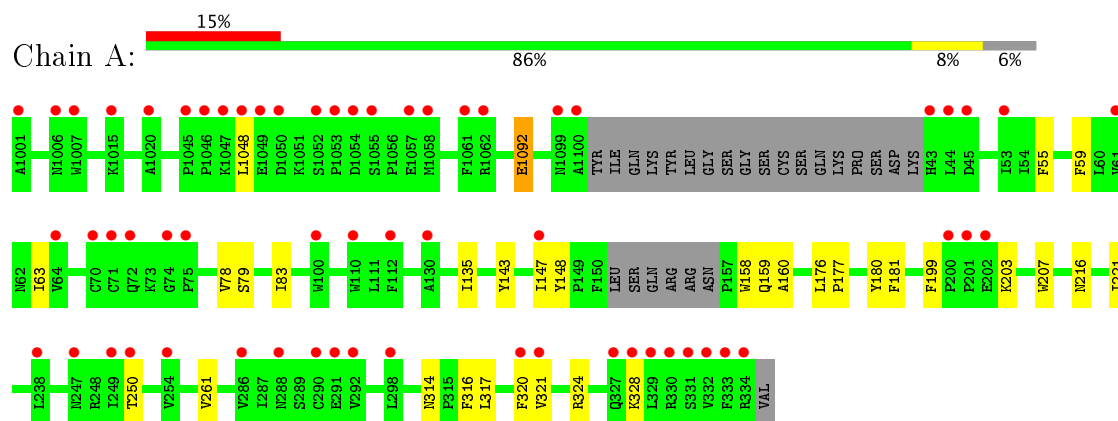 15%
Chain A:
86% 8% 6%
A1001 N1006 W1007 K1015 A1020 P1045 P1046 K1047 L1048 E1049 D1050 K1051 S1052 P1053 D1054 S1055 P1056 E1057 M1058 F1061 R1062 E1092 N1099 A1100 TYR ILE GLN LYS TYR LEU GLY SER GLY SER CYS SER GLN LYS PRO SER ASP LYS H43 L44 D45 I53 I54 F55 F59 L60 V61
N62 I63 V64 C70 C71 Q72 K73 G74 P75 V78 S79 I83 W100 W110 L111 F112 A130 I135 Y143 I147 Y148 P149 F150 LEU SER GLN ARG ARG ASN P157 W158 Q159 A160 L176 P177 Y180 F181 F199 P200 P201 E202 K203 W207 N216
L238 N247 R248 I249 T250 V254 V261 V286 I287 N288 S289 C290 E291 V292 L298 N314 P315 F316 L317 F320 V321 R324 Q327 K328 L329 R330 S331 V332 F333 R334 VAL